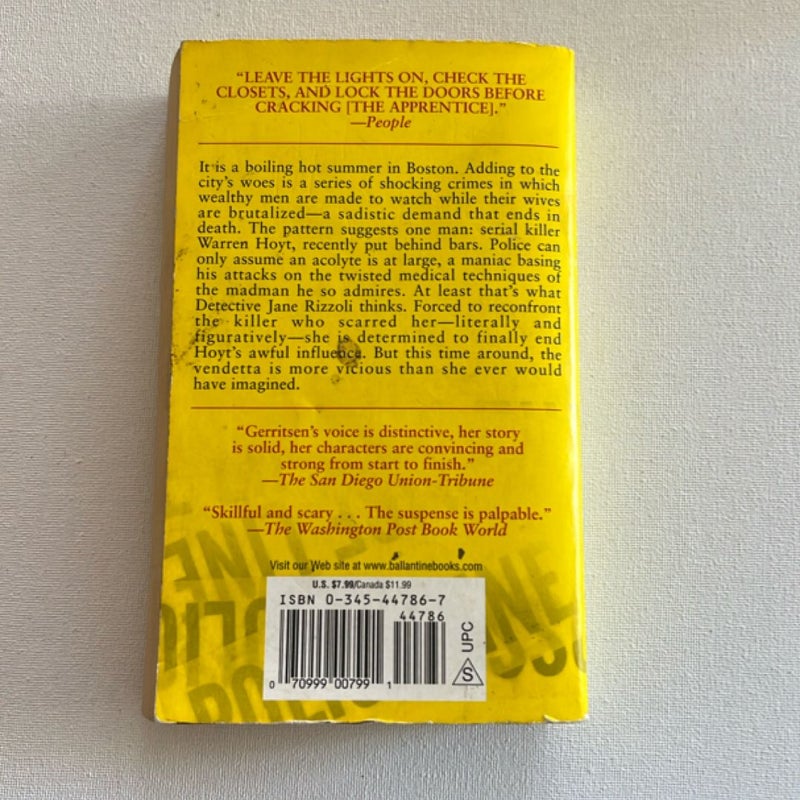 “LEAVE THE LIGHTS ON, CHECK THE
CLOSETS, AND LOCK THE DOORS BEFORE
CRACKING [THE APPRENTICE].”
—People
It is a boiling hot summer in Boston. Adding to the
city’s woes is a series of shocking crimes in which
wealthy men are made to watch while their wives
are brutalized—a sadistic demand that ends in
death. The pattern suggests one man: serial killer
Warren Hoyt, recently put behind bars. Police can
only assume an acolyte is at large, a maniac basing
his attacks on the twisted medical techniques of
the madman he so admires. At least that’s what
Detective Jane Rizzoli thinks. Forced to reconfront
the killer who scarred her—literally and
figuratively—she is determined to finally end
Hoyt’s awful influence. But this time around, the
vendetta is more vicious than she ever would
have imagined.
“Gerritsen’s voice is distinctive, her story
is solid, her characters are convincing and
strong from start to finish.”
—The San Diego Union-Tribune
“Skillful and scary . . . The suspense is palpable.”
—The Washington Post Book World
Visit our Web site at www.ballantinebooks.com
U.S. $7.99/Canada $11.99
ISBN 0-345-44786-7
44786
0 70999 00799 1
S UPC